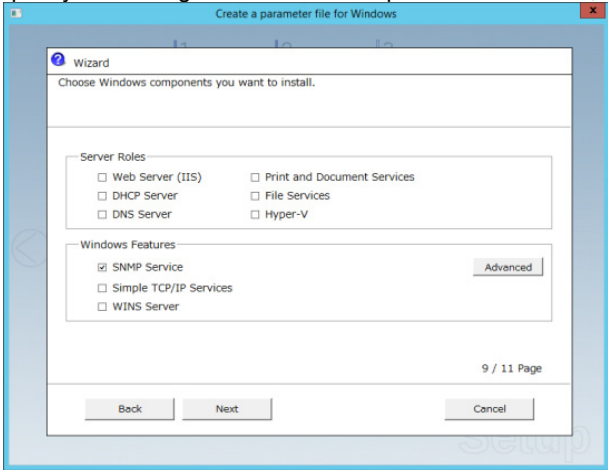 Create a parameter file for Windows
x
Wizard
Choose Windows components you want to install.
Server Roles
Web Server (IIS)
Print and Document Services
DHCP Server
File Services
DNS Server
Hyper-V
Windows Features
SNMP Service
Advanced
Simple TCP/IP Services
WINS Server
9 / 11 Page
Back
Next
Cancel
Setup